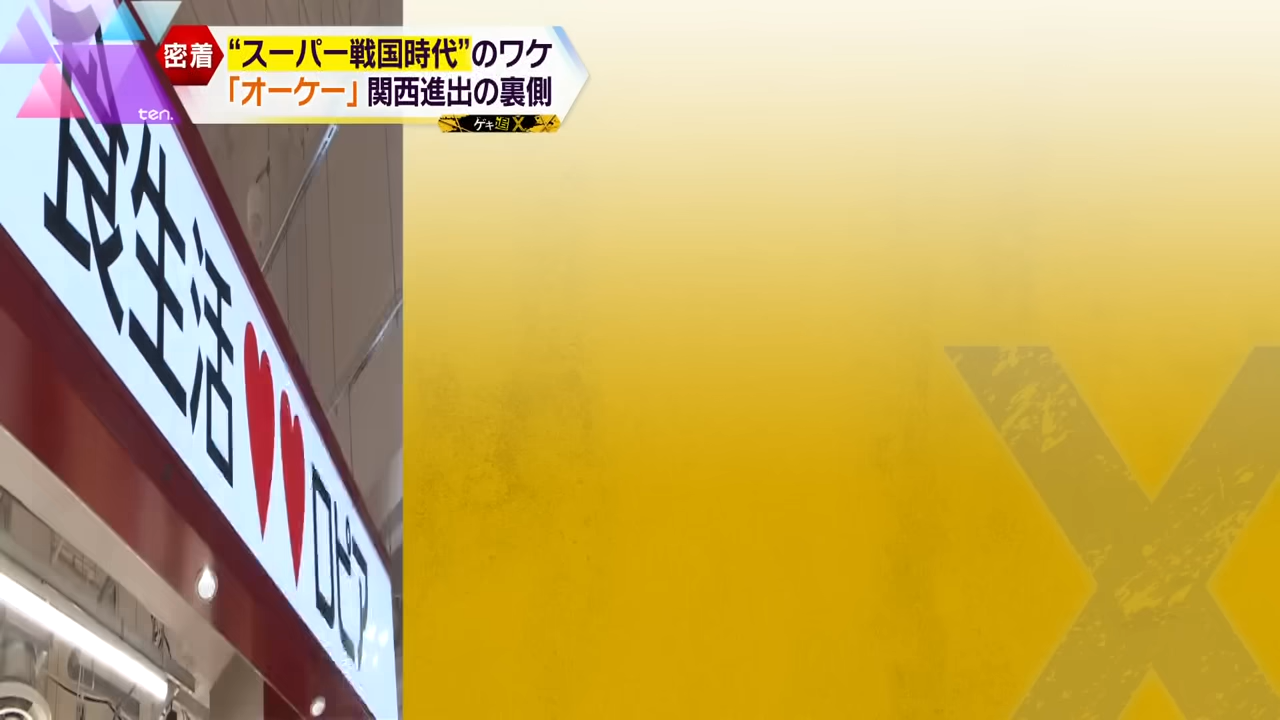 密着
“スーパー戦国時代”のワケ
「オーケー」関西進出の裏側
ゲキ追X
ten.
生活♥♥ロピア
X